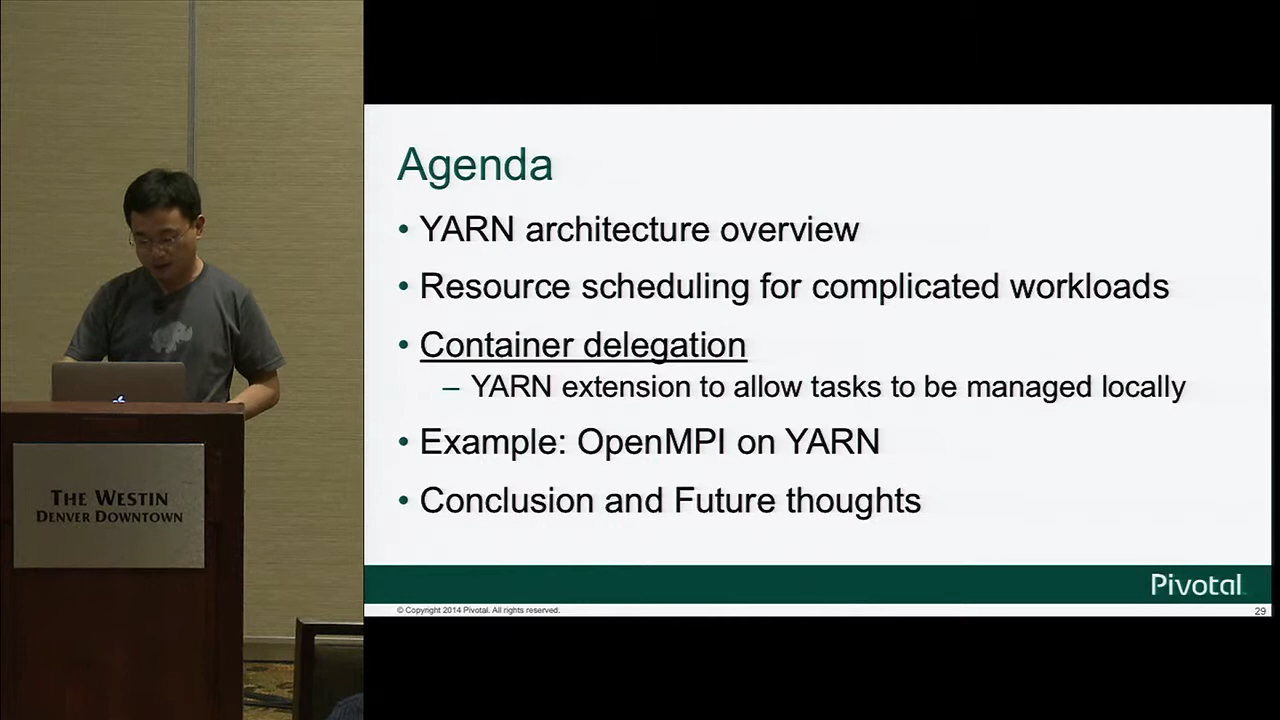 Agenda
• YARN architecture overview
• Resource scheduling for complicated workloads
• Container delegation
– YARN extension to allow tasks to be managed locally
• Example: OpenMPI on YARN
• Conclusion and Future thoughts
Pivotal
© Copyright 2014 Pivotal. All rights reserved.
29
THE WESTIN
DENVER DOWNTOWN